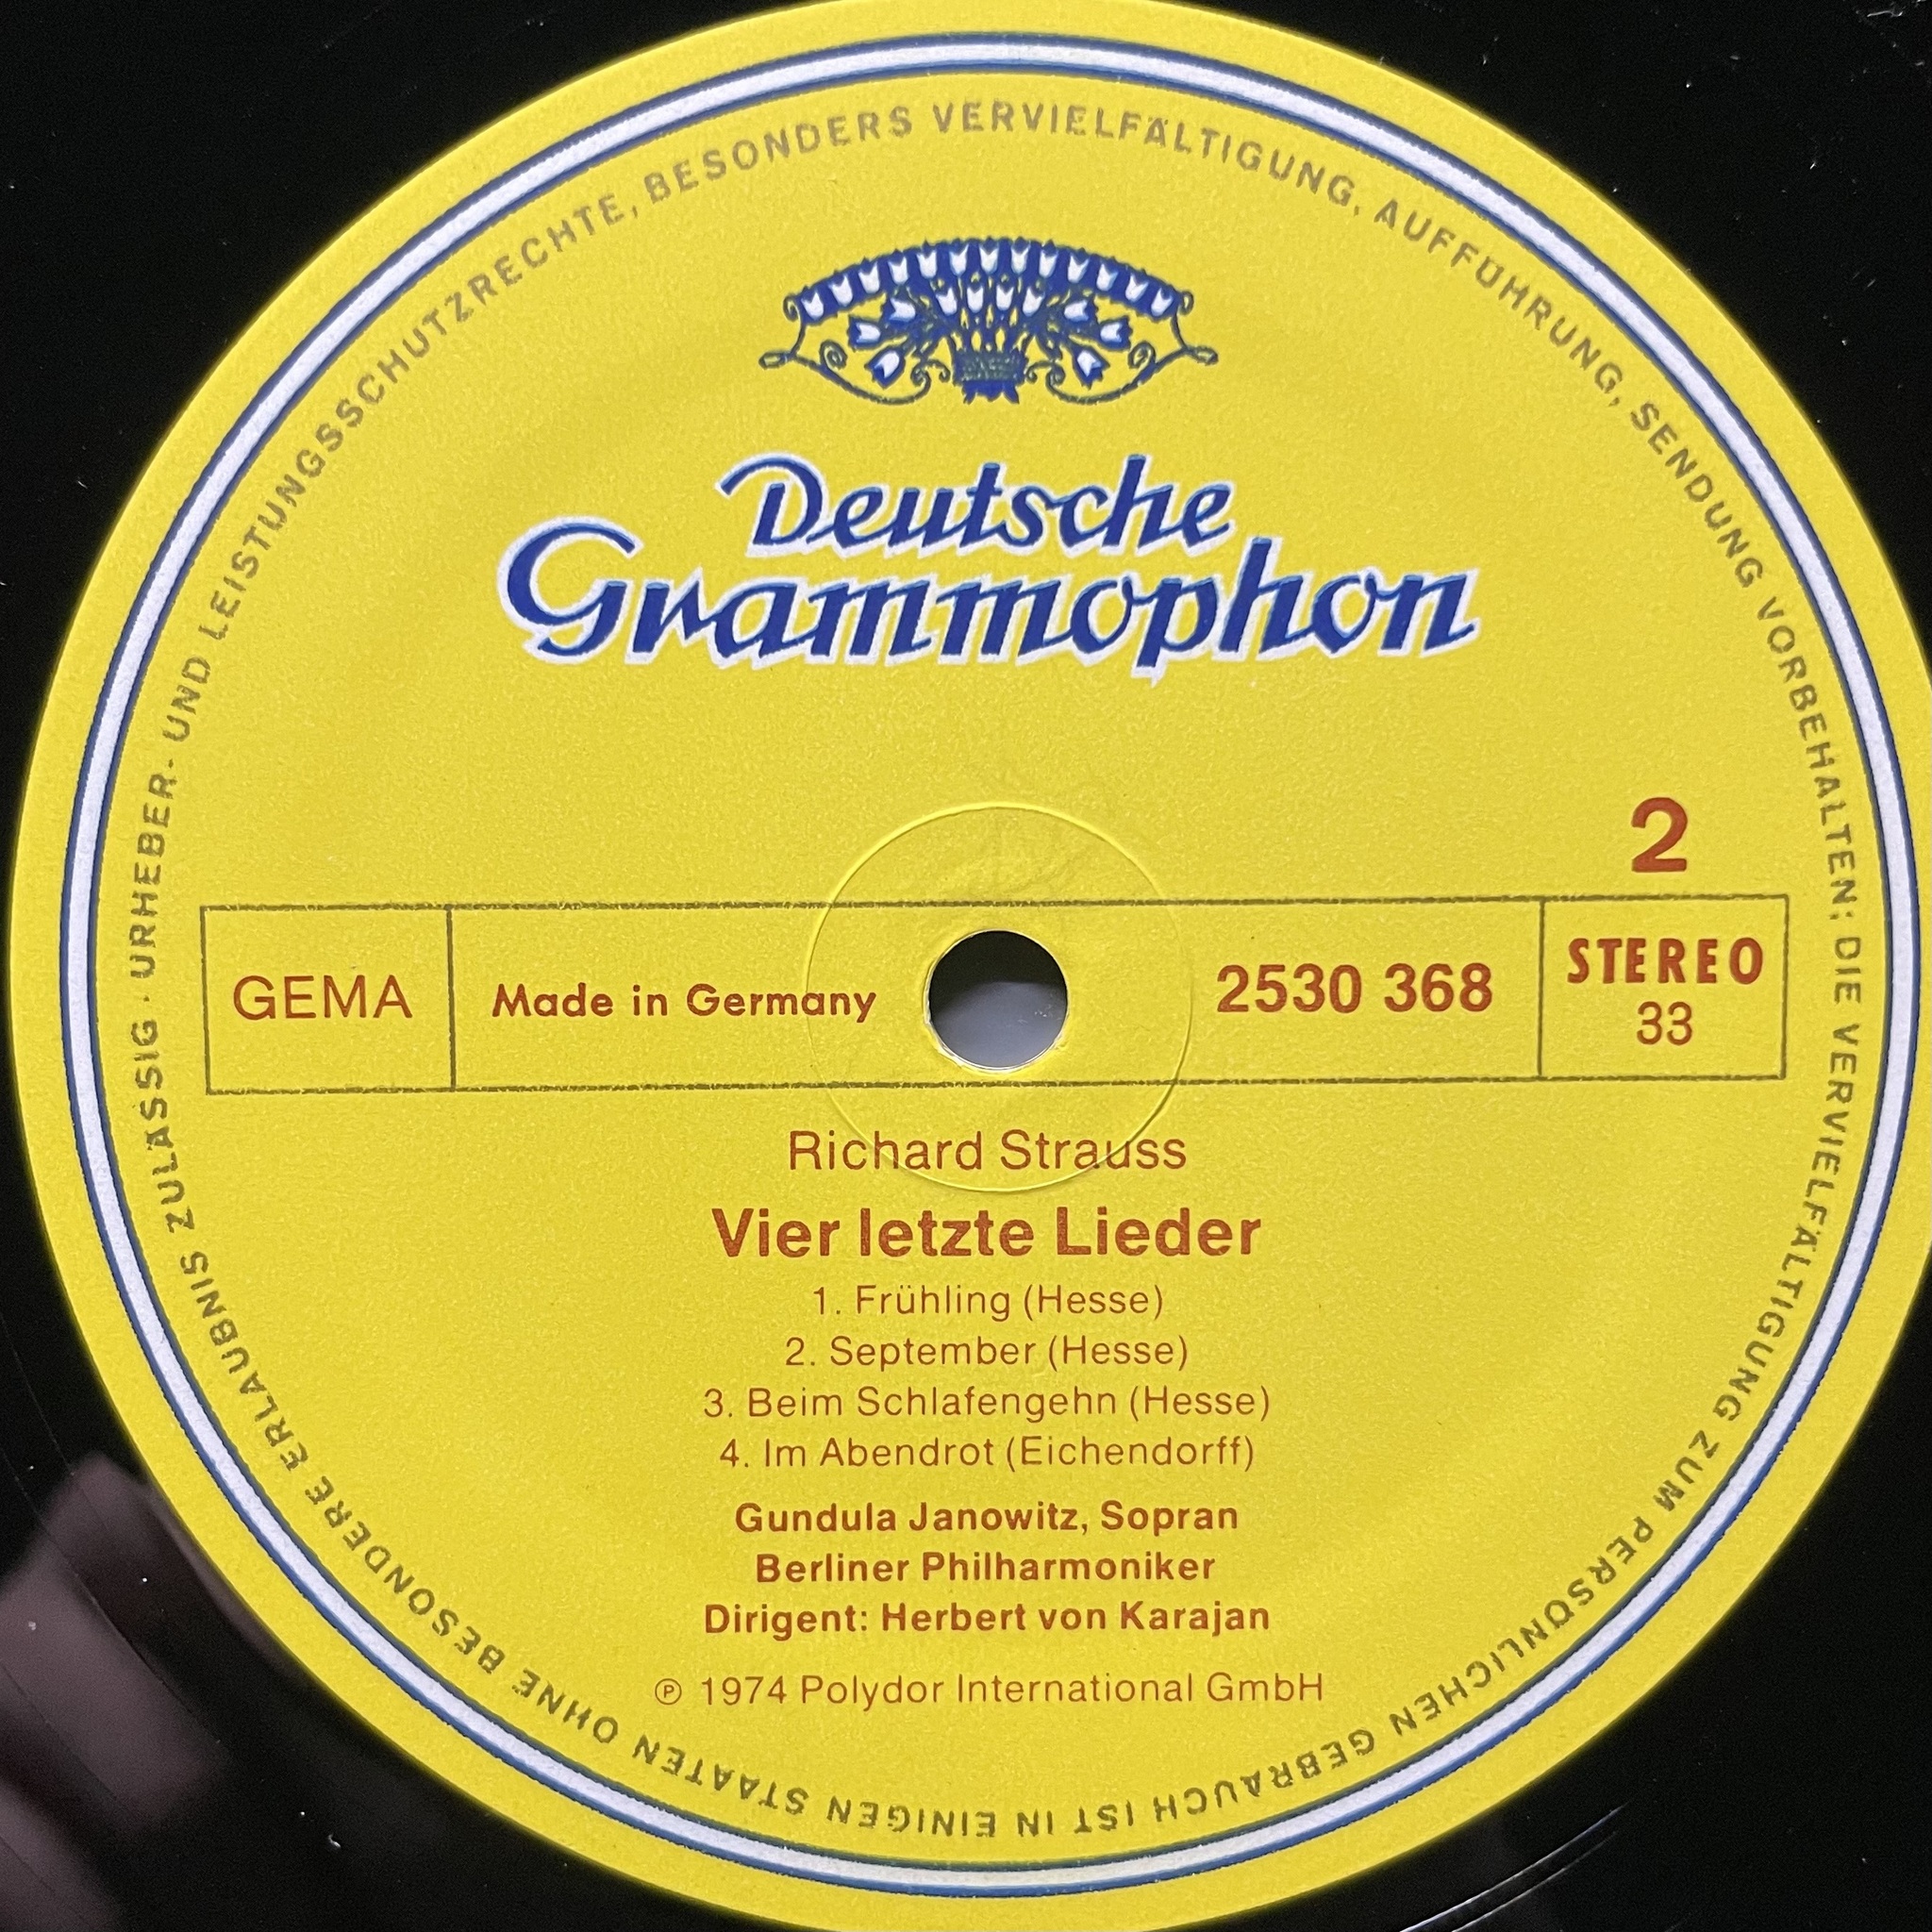 URHEBER- UND LEISTUNGSSCHUTZRECHTE, BESONDERS VERVIELFÄLTIGUNG, AUFFÜHRUNG, SENDUNG VORBEHALTEN; DIE VERVIELFÄLTIGUNG ZUM PERSÖNLICHEN GEBRAUCH IST IN EINIGEN STAATEN OHNE BESONDERE ERLAUBNIS ZULÄSSIG ·
Deutsche
Grammophon
2
GEMA
Made in Germany
2530 368
STEREO
33
Richard Strauss
Vier letzte Lieder
1. Frühling (Hesse)
2. September (Hesse)
3. Beim Schlafengehn (Hesse)
4. Im Abendrot (Eichendorff)
Gundula Janowitz, Sopran
Berliner Philharmoniker
Dirigent: Herbert von Karajan
℗ 1974 Polydor International GmbH